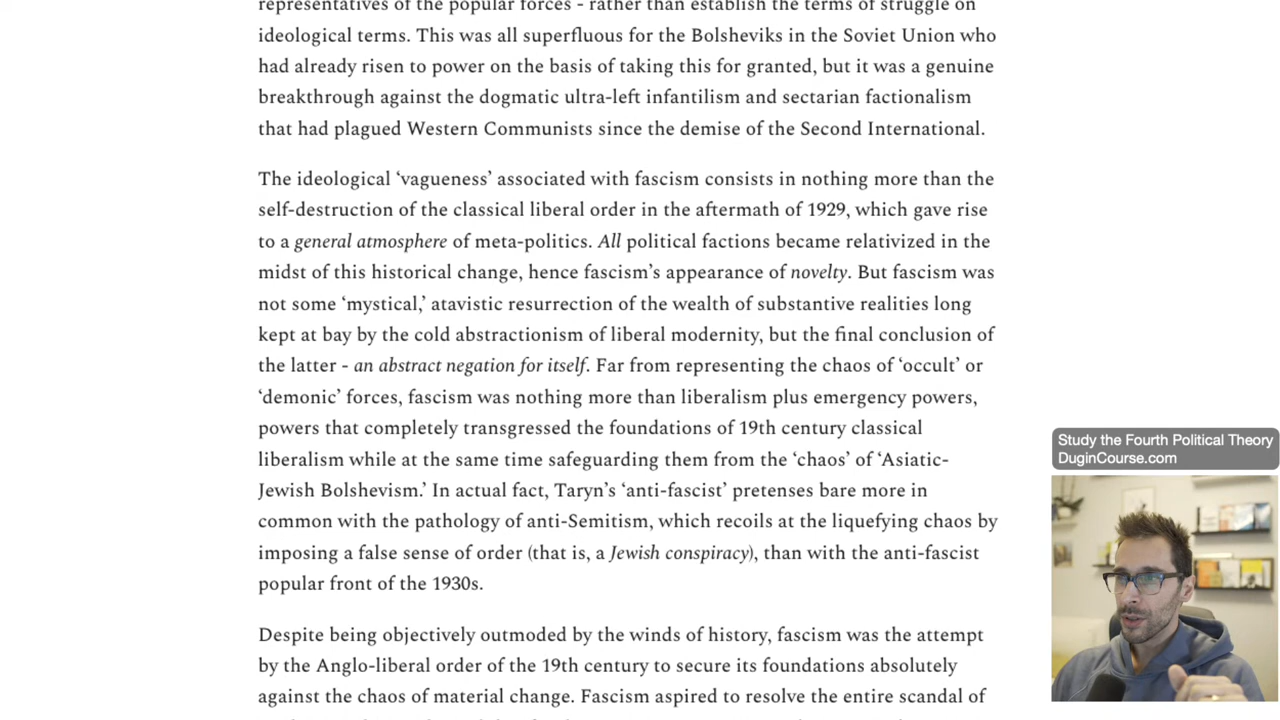 representatives of the popular forces - rather than establish the terms of struggle on
ideological terms. This was all superfluous for the Bolsheviks in the Soviet Union who
had already risen to power on the basis of taking this for granted, but it was a genuine
breakthrough against the dogmatic ultra-left infantilism and sectarian factionalism
that had plagued Western Communists since the demise of the Second International.
The ideological ‘vagueness’ associated with fascism consists in nothing more than the
self-destruction of the classical liberal order in the aftermath of 1929, which gave rise
to a general atmosphere of meta-politics. All political factions became relativized in the
midst of this historical change, hence fascism’s appearance of novelty. But fascism was
not some ‘mystical,’ atavistic resurrection of the wealth of substantive realities long
kept at bay by the cold abstractionism of liberal modernity, but the final conclusion of
the latter - an abstract negation for itself. Far from representing the chaos of ‘occult’ or
‘demonic’ forces, fascism was nothing more than liberalism plus emergency powers,
powers that completely transgressed the foundations of 19th century classical
liberalism while at the same time safeguarding them from the ‘chaos’ of ‘Asiatic-
Jewish Bolshevism.’ In actual fact, Taryn’s ‘anti-fascist’ pretenses bare more in
common with the pathology of anti-Semitism, which recoils at the liquefying chaos by
imposing a false sense of order (that is, a Jewish conspiracy), than with the anti-fascist
popular front of the 1930s.
Despite being objectively outmoded by the winds of history, fascism was the attempt
by the Anglo-liberal order of the 19th century to secure its foundations absolutely
against the chaos of material change. Fascism aspired to resolve the entire scandal of
Study the Fourth Political Theory
DuginCourse.com